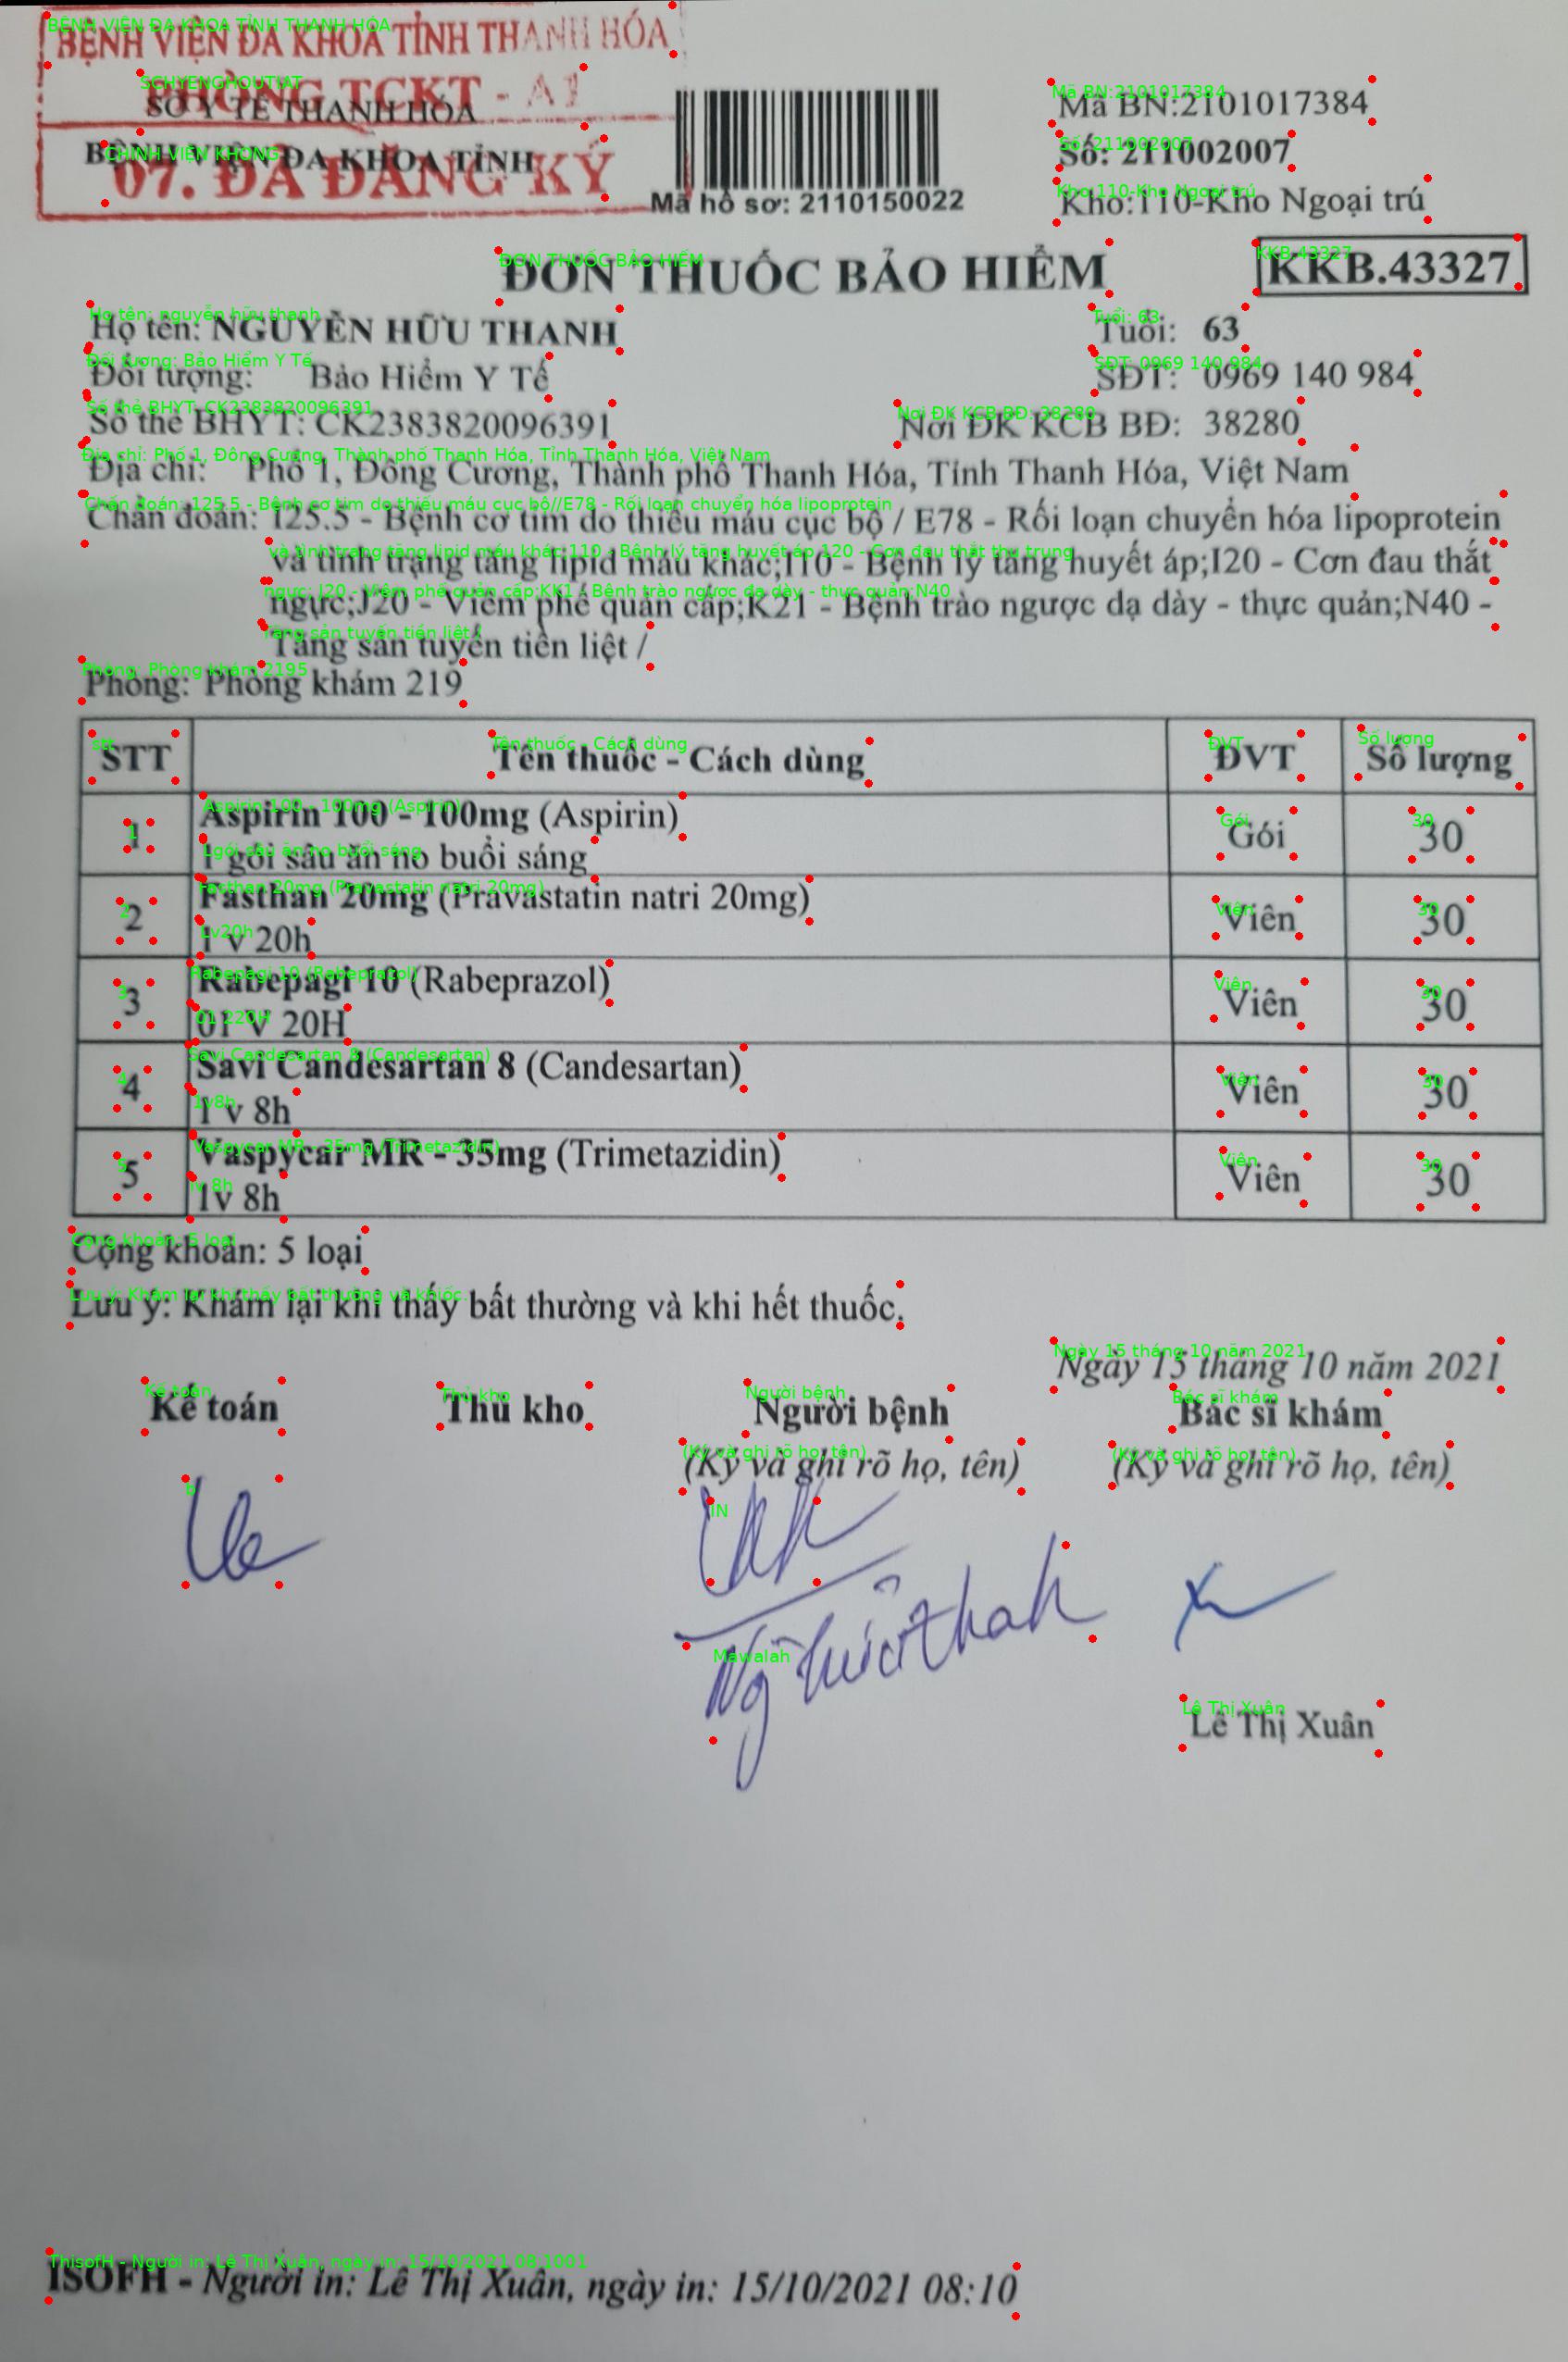 BỆNH VIỆN ĐA KHOA TỈNH THANH HÓA
PHÒNG TCKT - A1
SỞ Y TẾ THANH HÓA
BỆNH VIỆN ĐA KHOA TỈNH
07. ĐÃ ĐĂNG KÝ
Mã hồ sơ: 2110150022
Mã BN:2101017384
Số: 211002007
Kho:110-Kho Ngoại trú
ĐƠN THUỐC BẢO HIỂM
KKB.43327
Họ tên: NGUYỄN HỮU THANH Tuổi: 63
Đối tượng: Bảo Hiểm Y Tế SĐT: 0969 140 984
Số thẻ BHYT: CK2383820096391 Nơi ĐK KCB BĐ: 38280
Địa chỉ: Phố 1, Đông Cương, Thành phố Thanh Hóa, Tỉnh Thanh Hóa, Việt Nam
Chẩn đoán: I25.5 - Bệnh cơ tim do thiếu máu cục bộ / E78 - Rối loạn chuyển hóa lipoprotein
và tình trạng tăng lipid máu khác;I10 - Bệnh lý tăng huyết áp;I20 - Cơn đau thắt
ngực;J20 - Viêm phế quản cấp;K21 - Bệnh trào ngược dạ dày - thực quản;N40 -
Tăng sản tuyến tiền liệt /
Phòng: Phòng khám 219
STT Tên thuốc - Cách dùng ĐVT Số lượng
1 Aspirin 100 - 100mg (Aspirin) Gói 30
1 gói sau ăn no buổi sáng
2 Fasthan 20mg (Pravastatin natri 20mg) Viên 30
1 v 20h
3 Rabepagi 10 (Rabeprazol) Viên 30
01 V 20H
4 Savi Candesartan 8 (Candesartan) Viên 30
1 v 8h
5 Vaspycar MR - 35mg (Trimetazidin) Viên 30
1v 8h
Cộng khoản: 5 loại
Lưu ý: Khám lại khi thấy bất thường và khi hết thuốc.
Ngày 15 tháng 10 năm 2021
Kế toán Thủ kho Người bệnh Bác sĩ khám
(Ký và ghi rõ họ, tên) (Ký và ghi rõ họ, tên)
Lê Thị Xuân
ISOFH - Người in: Lê Thị Xuân, ngày in: 15/10/2021 08:10